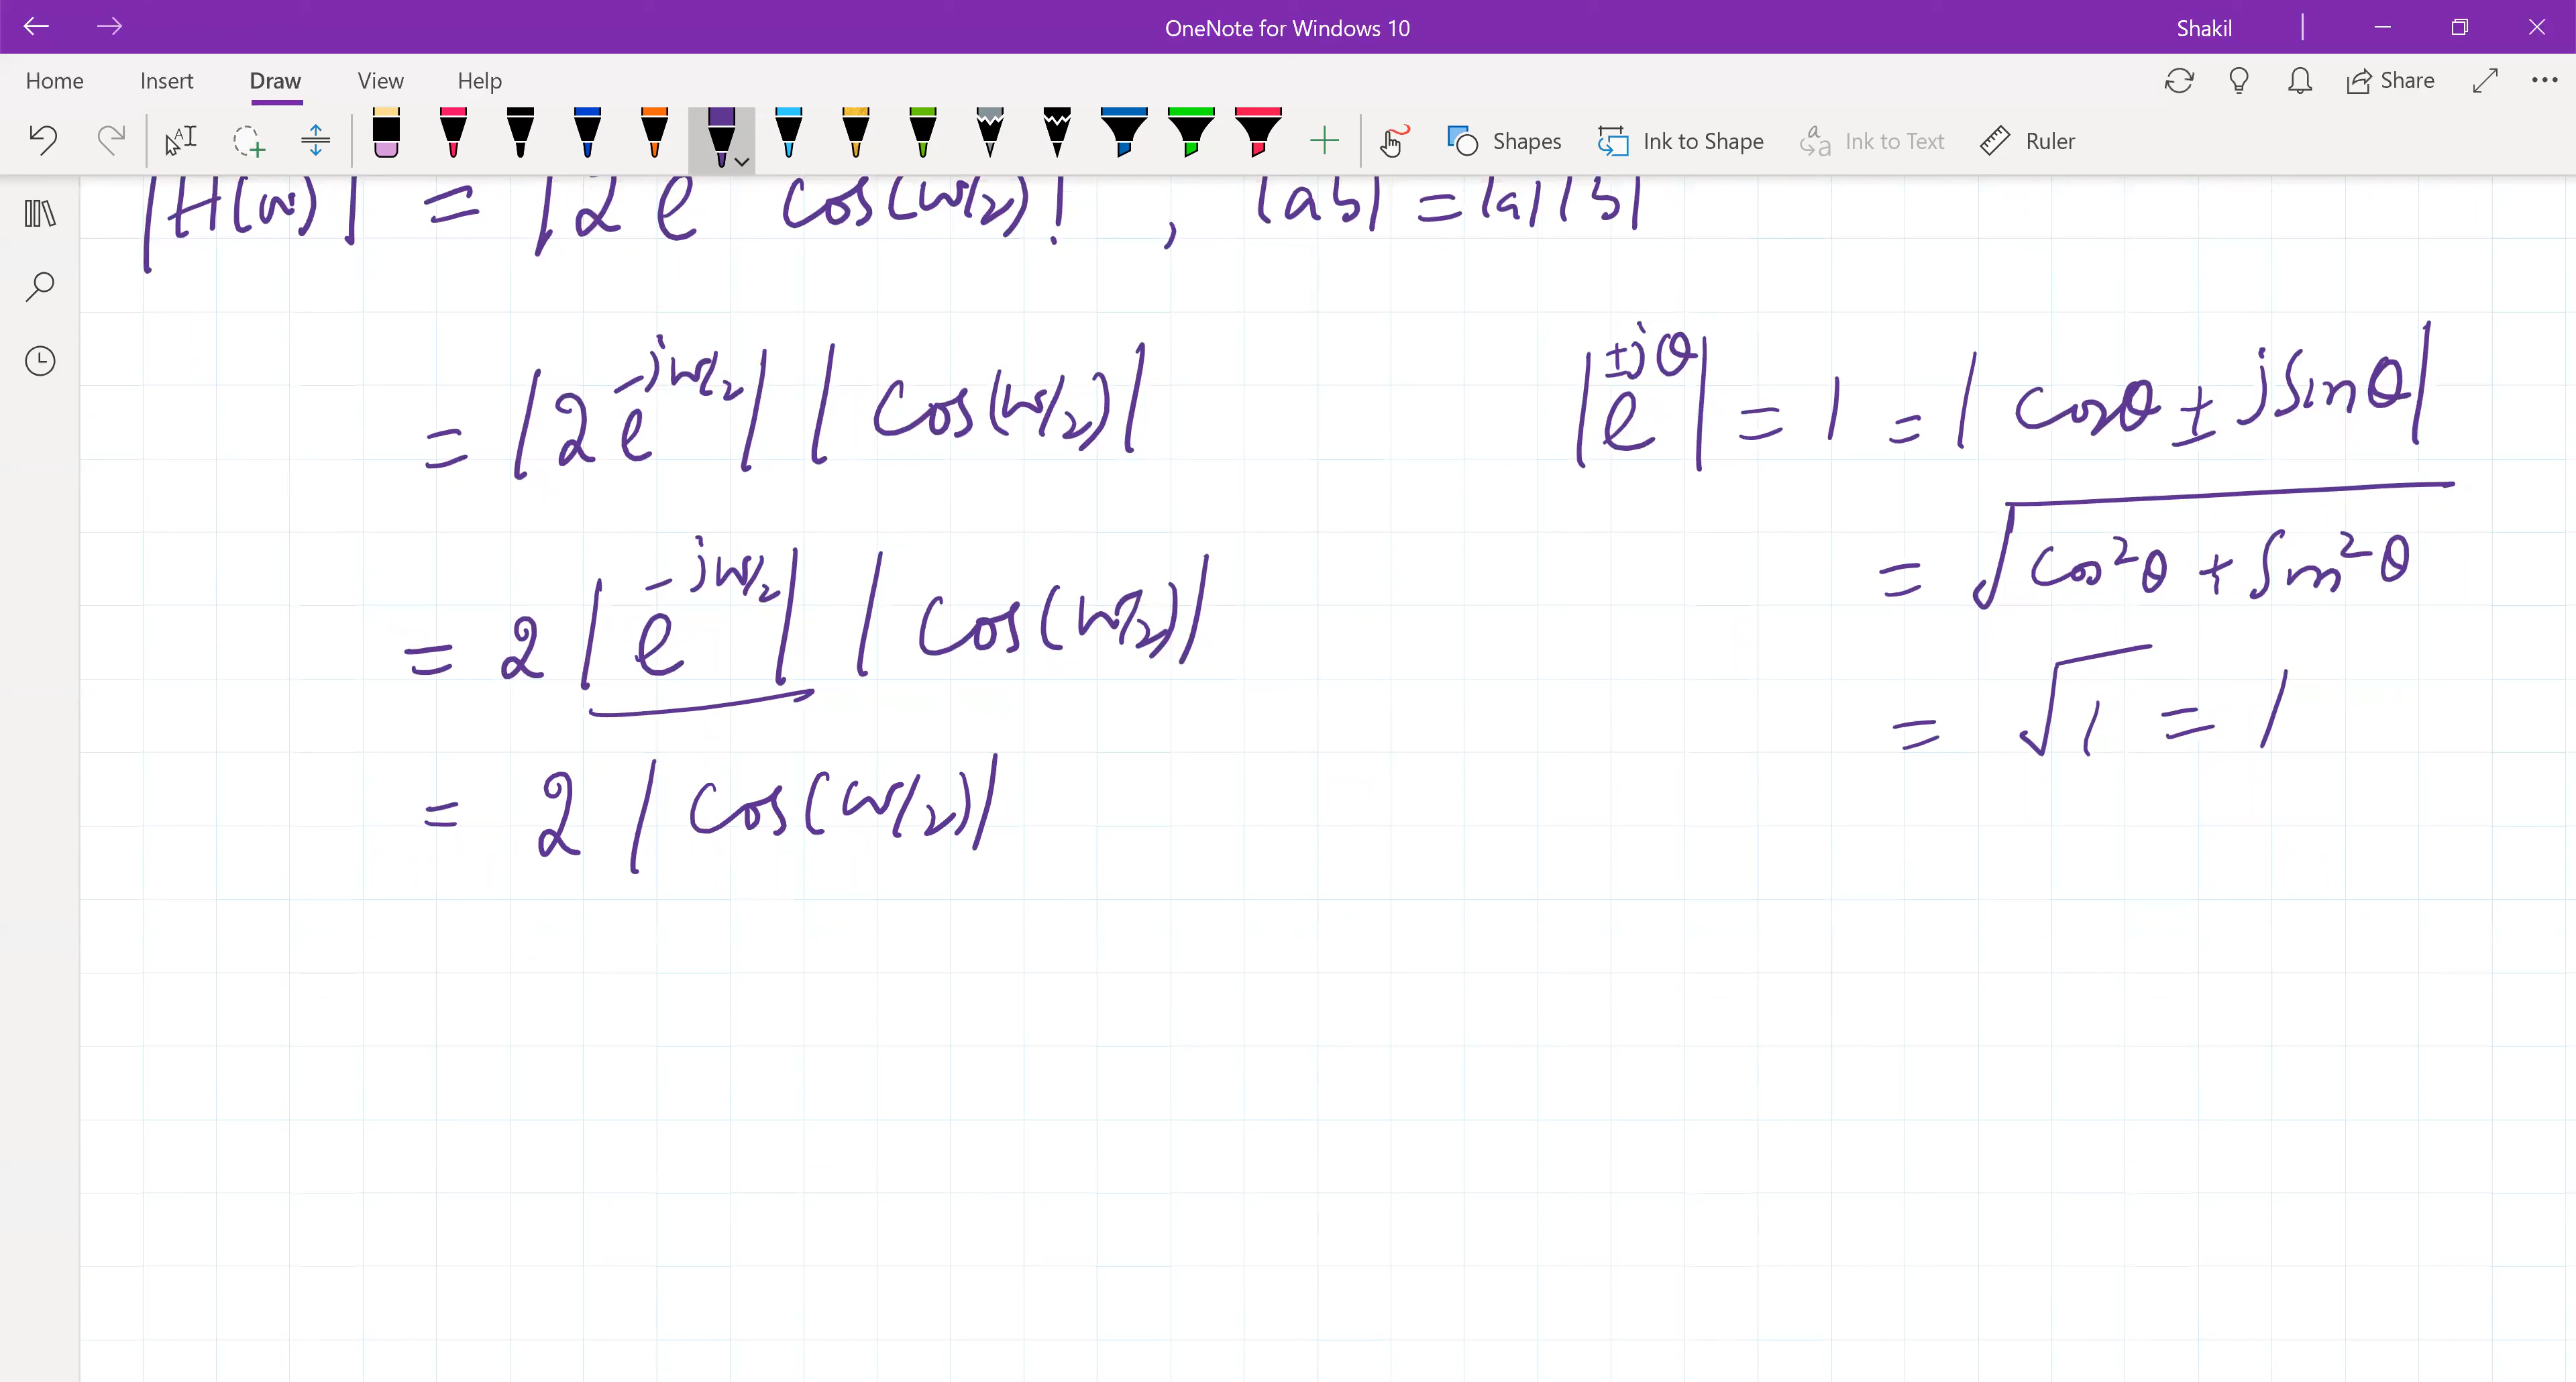 OneNote for Windows 10
Shakil
Home Insert Draw View Help
Share
Shapes Ink to Shape Ink to Text Ruler
|H(ω)| = |2 e cos(ω/2)| , |ab| = |a||b|
= |2 e^{-jω/2}| |cos(ω/2)|
= 2 |e^{-jω/2}| |cos(ω/2)|
= 2 |cos(ω/2)|
|e^{±jθ}| = 1 = |cosθ ± j sinθ|
= √(cos²θ + sin²θ)
= √1 = 1